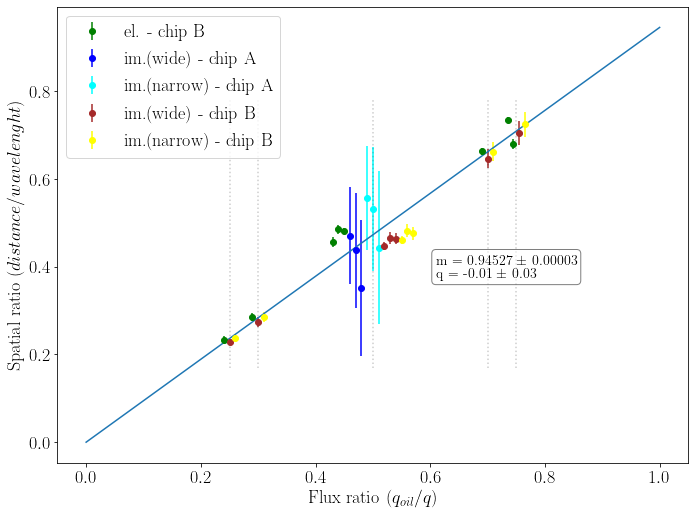 el. - chip B
im.(wide) - chip A
im.(narrow) - chip A
im.(wide) - chip B
im.(narrow) - chip B
Spatial ratio (distance/wavelenght)
0.8
0.6
0.4
0.2
0.0
m = 0.94527 ± 0.00003
q = -0.01 ± 0.03
0.0 0.2 0.4 0.6 0.8 1.0
Flux ratio (q_oil/q)